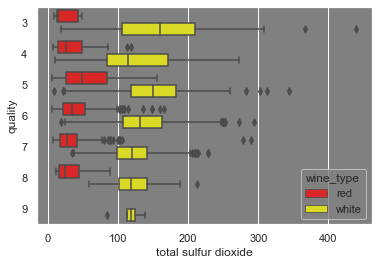 3
4
5
6
7
8
9
quality
0
100
200
300
400
total sulfur dioxide
wine_type
red
white